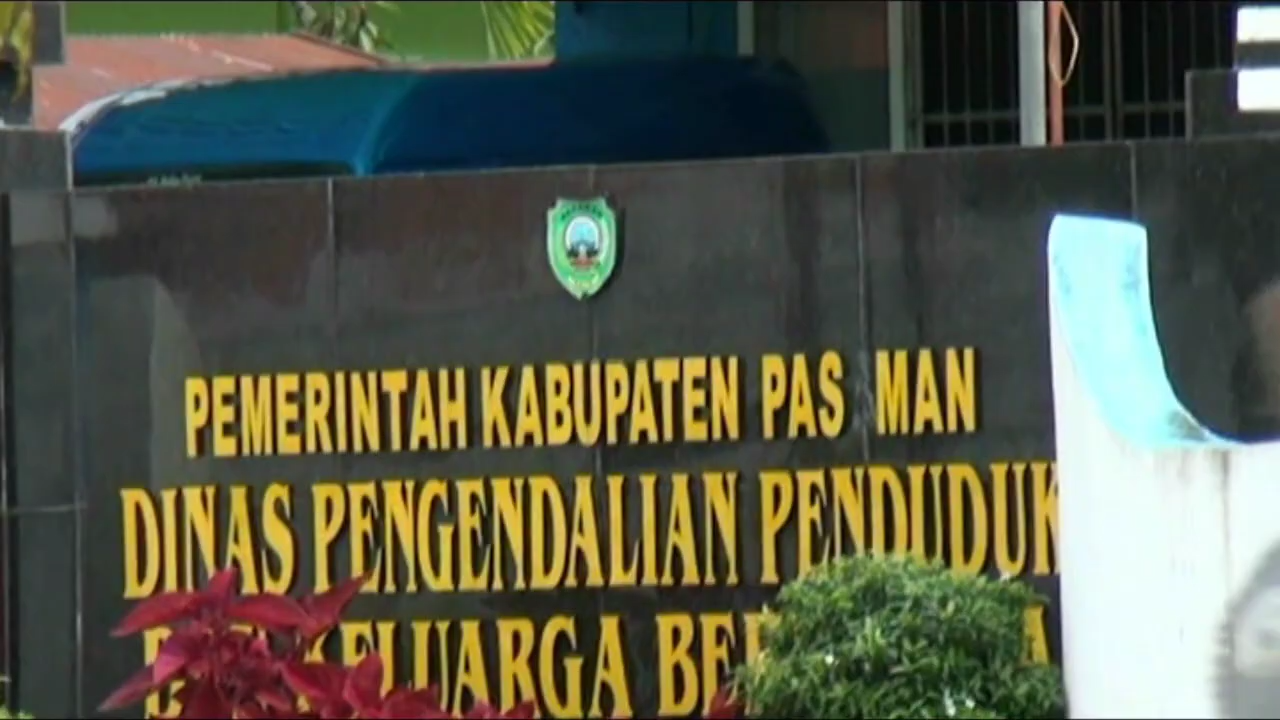 PEMERINTAH KABUPATEN PAS MAN
DINAS PENGENDALIAN PENDUDUK
KELUARGA